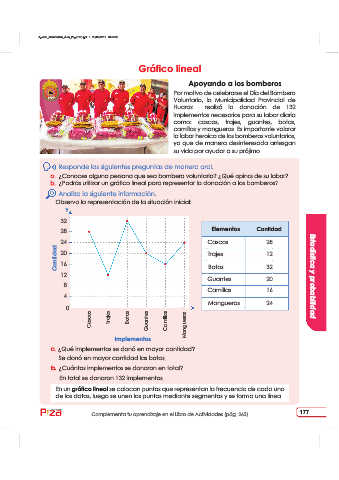 Gráfico lineal
Apoyando a los bomberos
Por motivo de celebrarse el Día del Bombero
Voluntario, la Municipalidad Provincial de
Huaraz realizó la donación de 132
implementos necesarios para su labor diaria
como: cascos, trajes, guantes, botas,
camillas y mangueras. Es importante valorar
la labor heroica de los bomberos voluntarios,
ya que de manera desinteresada arriesgan
su vida por ayudar a su prójimo.
Responde las siguientes preguntas de manera oral.
a. ¿Conoces alguna persona que sea bombero voluntario? ¿Qué opinas de su labor?
b. ¿Podrás utilizar un gráfico lineal para representar la donación a los bomberos?
Analiza la siguiente información.
Observa la representación de la situación inicial:
Y
32
28
24
20
16
12
8
4
0
Cantidad
Cascos
Trajes
Botas
Guantes
Camillas
Mangueras
Implementos
Elementos Cantidad
Cascos 28
Trajes 12
Botas 32
Guantes 20
Camillas 16
Mangueras 24
Estadística y probabilidad
a. ¿Qué implementos se donó en mayor cantidad?
Se donó en mayor cantidad las botas
b. ¿Cuántos implementos se donaron en total?
En total se donaron 132 implementos
En un gráfico lineal se colocan puntos que representan la frecuencia de cada uno
de los datos, luego se unen los puntos mediante segmentos y se forma una línea
Complementa tu aprendizaje en el Libro de Actividades (pág. 262)
177